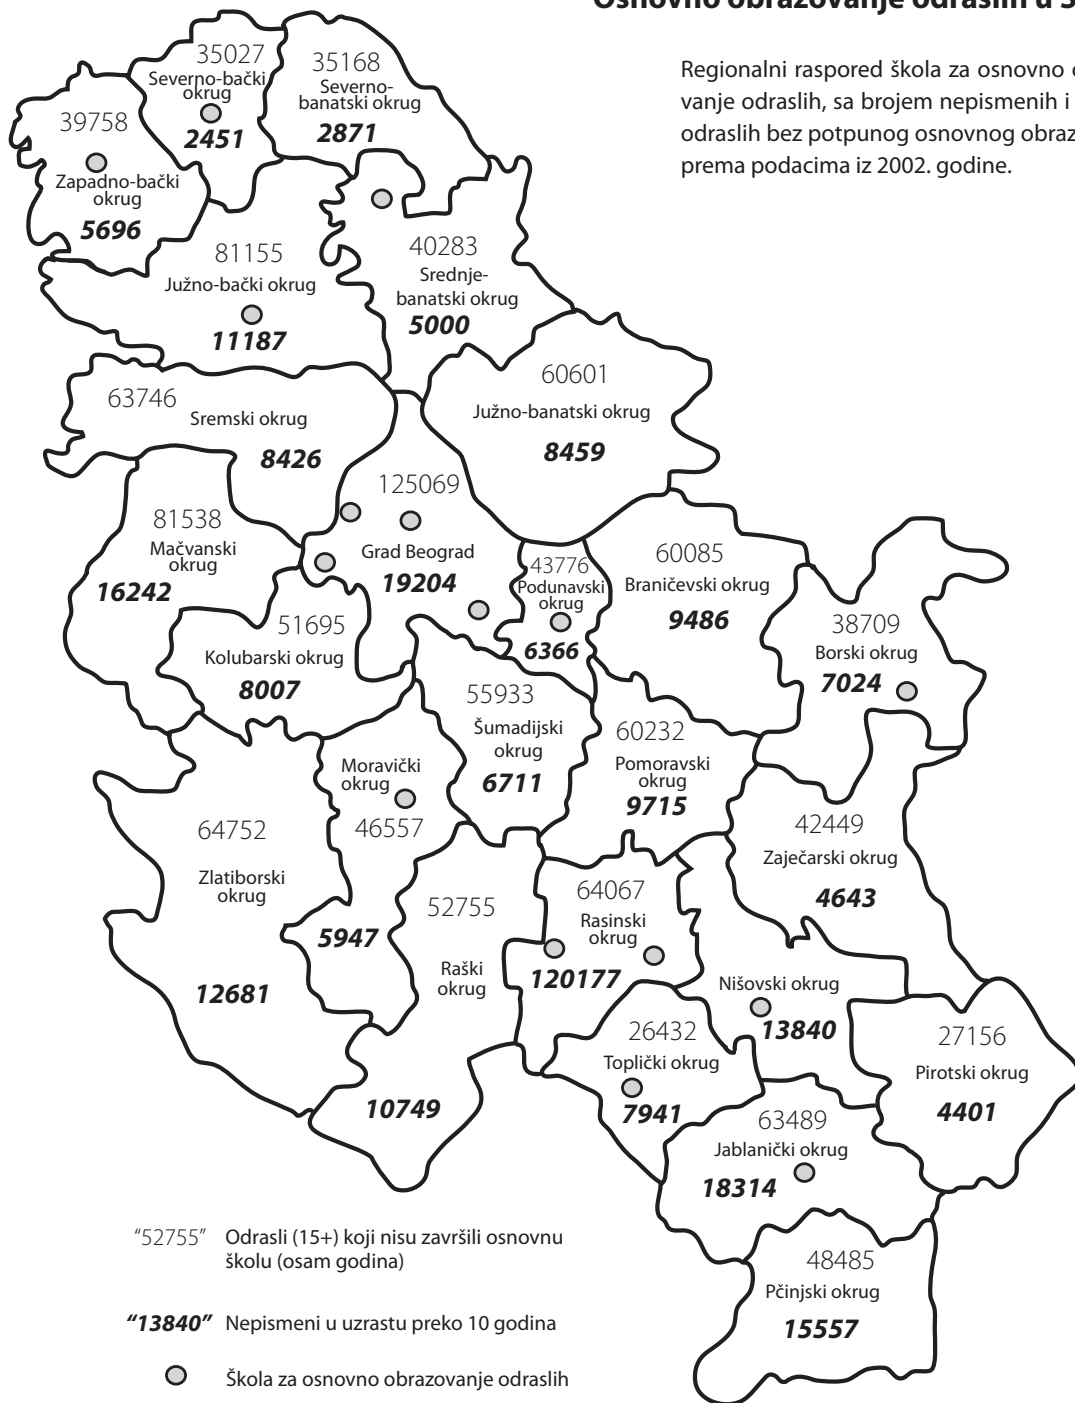 Osnovno obrazovanje odraslih u S
Regionalni raspored škola za osnovno
vanje odraslih, sa brojem nepismenih i
odraslih bez potpunog osnovnog obraz
prema podacima iz 2002. godine.
35027
Severno-bački
okrug
2451
35168
Severno-
banatski okrug
2871
39758
Zapadno-bački
okrug
5696
81155
Južno-bački okrug
11187
40283
Srednje-
banatski okrug
5000
60601
Južno-banatski okrug
8459
63746
Sremski okrug
8426
125069
Grad Beograd
19204
81538
Mačvanski
okrug
16242
43776
Podunavski
okrug
6366
60085
Braničevski okrug
9486
38709
Borski okrug
7024
51695
Kolubarski okrug
8007
55933
Šumadijski
okrug
6711
60232
Pomoravski
okrug
9715
Moravički
okrug
46557
5947
64752
Zlatiborski
okrug
12681
42449
Zaječarski okrug
4643
52755
Raški
okrug
10749
64067
Rasinski
okrug
120177
Nišovski okrug
13840
26432
Toplički okrug
7941
27156
Pirotski okrug
4401
63489
Jablanički okrug
18314
48485
Pčinjski okrug
15557
"52755" Odrasli (15+) koji nisu završili osnovnu
školu (osam godina)
“13840” Nepismeni u uzrastu preko 10 godina
Škola za osnovno obrazovanje odraslih